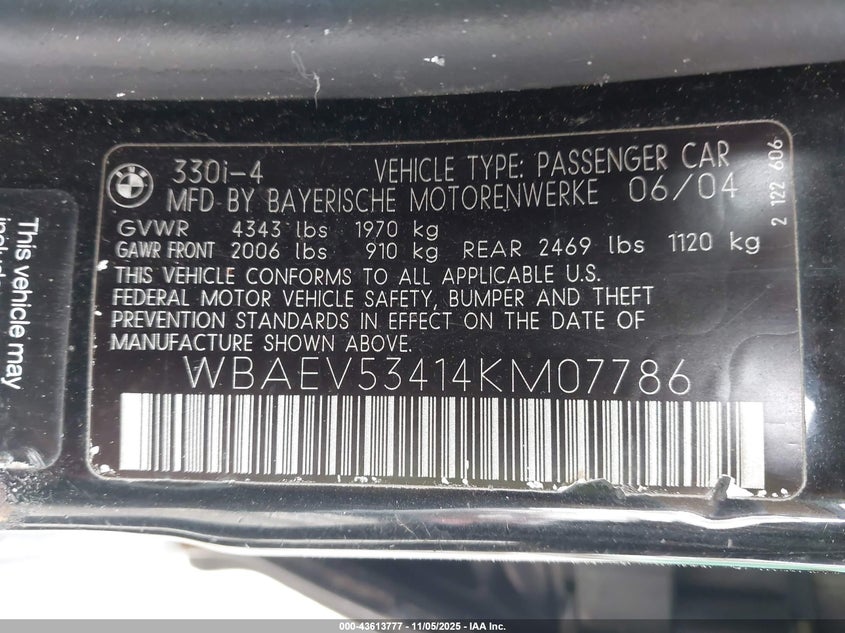 330i-4 VEHICLE TYPE: PASSENGER CAR
MFD BY BAYERISCHE MOTORENWERKE 06/04
GVWR 4343 lbs 1970 kg
GAWR FRONT 2006 lbs 910 kg REAR 2469 lbs 1120 kg
THIS VEHICLE CONFORMS TO ALL APPLICABLE U.S.
FEDERAL MOTOR VEHICLE SAFETY, BUMPER AND THEFT
PREVENTION STANDARDS IN EFFECT ON THE DATE OF
MANUFACTURE SHOWN ABOVE.
WBAEV53414KM07786
2 122 606
This vehicle may
000-43613777 - 11/05/2025 - IAA Inc.